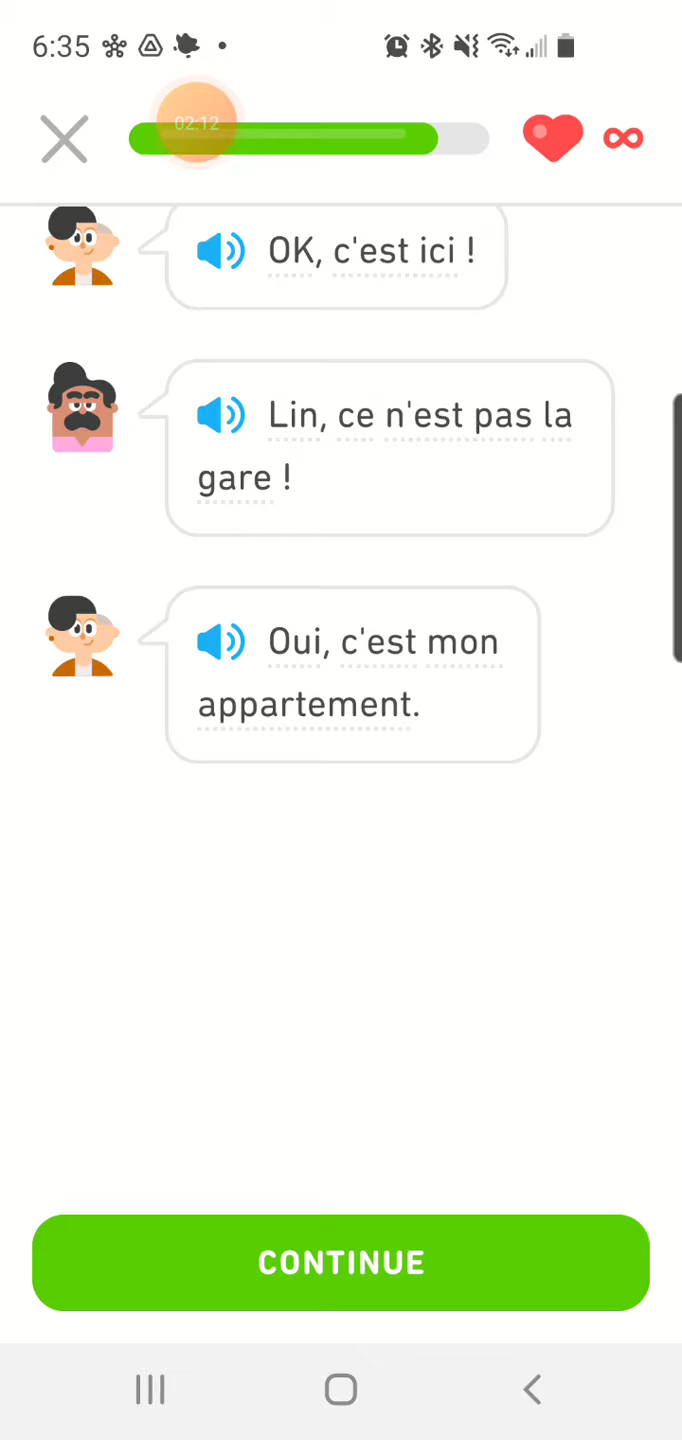 6:35
02:12
OK, c'est ici !
Lin, ce n'est pas la
gare !
Oui, c'est mon
appartement.
CONTINUE